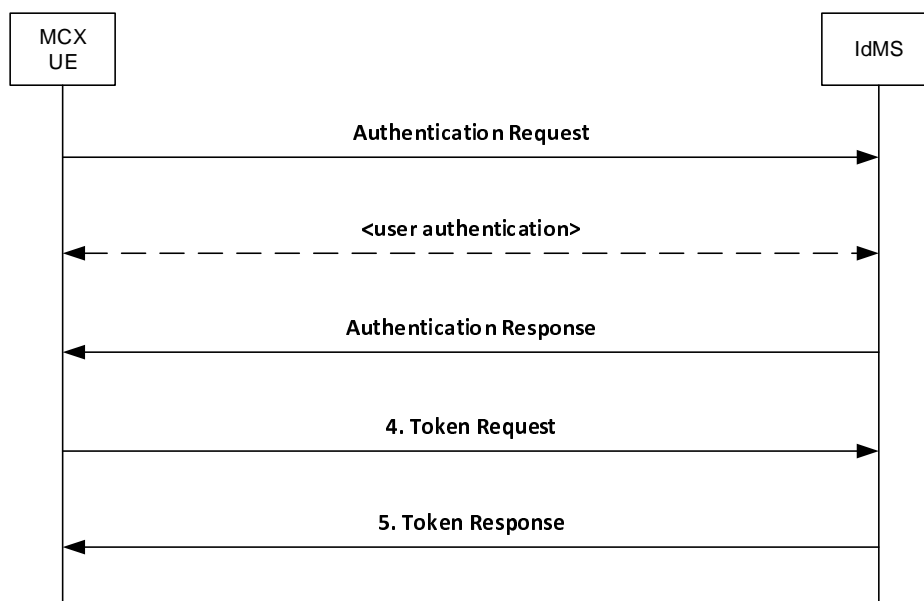 MCX
UE
IdMS
Authentication Request
<user authentication>
Authentication Response
4. Token Request
5. Token Response